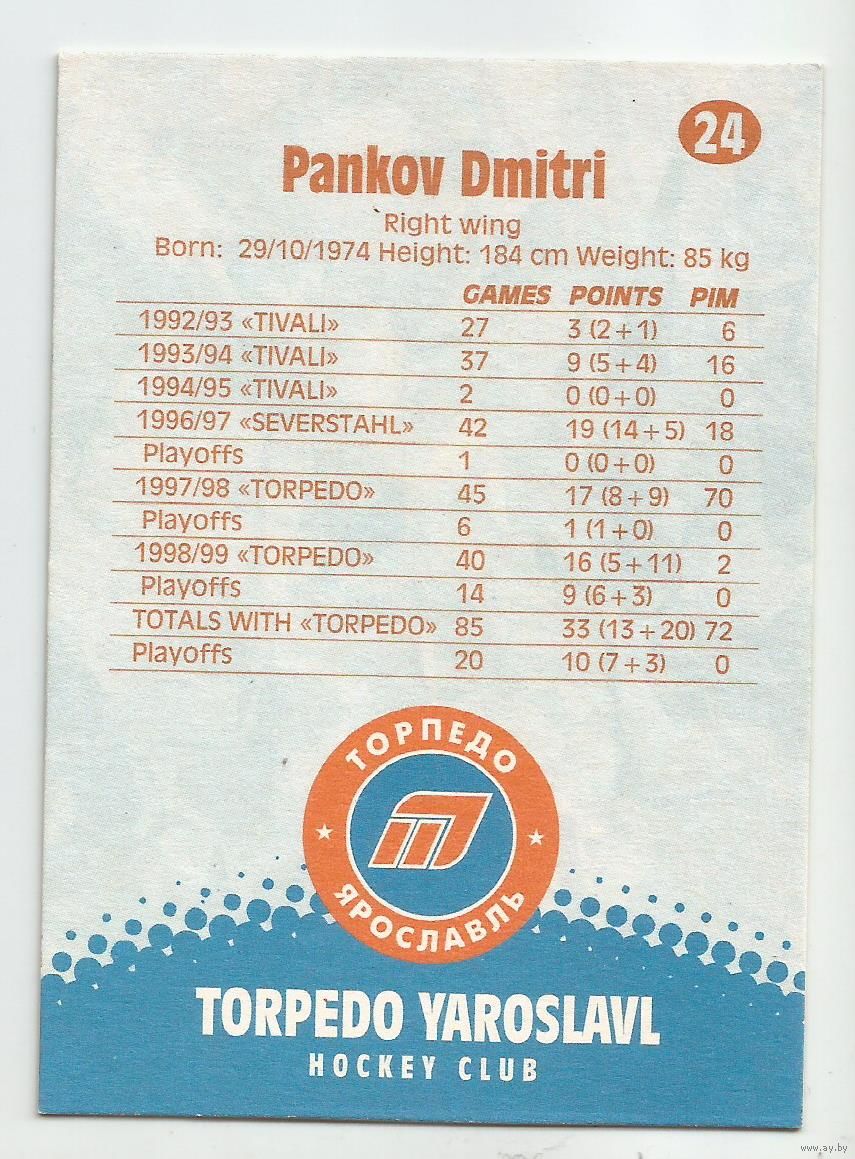 24
Pankov Dmitri
Right wing
Born: 29/10/1974 Height: 184 cm Weight: 85 kg
GAMES POINTS PIM
1992/93 «TIVALI» 27 3 (2+1) 6
1993/94 «TIVALI» 37 9 (5+4) 16
1994/95 «TIVALI» 2 0 (0+0) 0
1996/97 «SEVERSTAHL» 42 19 (14+5) 18
Playoffs 1 0 (0+0) 0
1997/98 «TORPEDO» 45 17 (8+9) 70
Playoffs 6 1 (1+0) 0
1998/99 «TORPEDO» 40 16 (5+11) 2
Playoffs 14 9 (6+3) 0
TOTALS WITH «TORPEDO» 85 33 (13+20) 72
Playoffs 20 10 (7+3) 0
ТОРПЕДО
ЯРОСЛАВЛЬ
TORPEDO YAROSLAVL
HOCKEY CLUB
www.ay.by